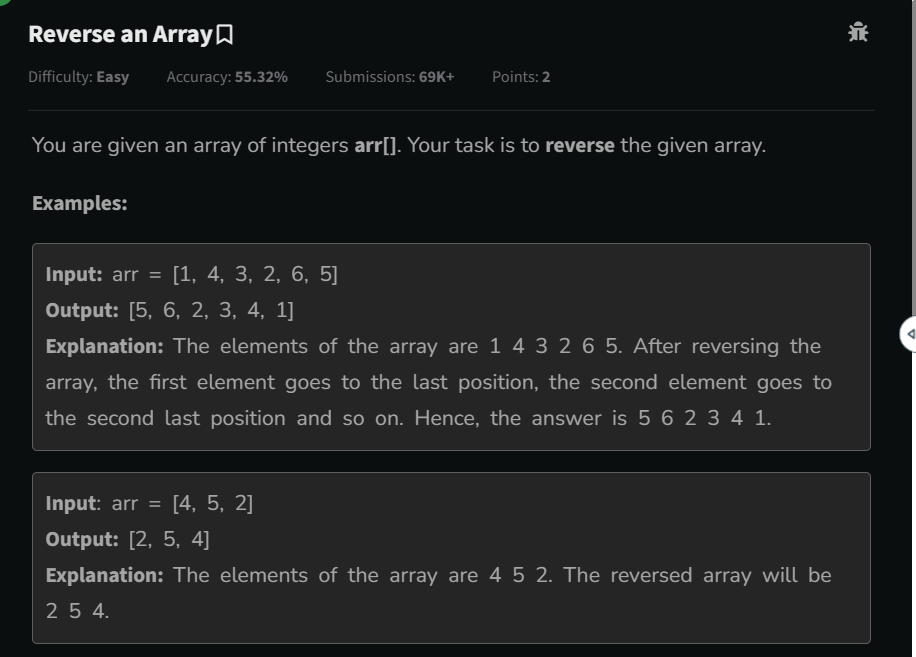 Reverse an Array
Difficulty: Easy Accuracy: 55.32% Submissions: 69K+ Points: 2
You are given an array of integers arr[]. Your task is to reverse the given array.
Examples:
Input: arr = [1, 4, 3, 2, 6, 5]
Output: [5, 6, 2, 3, 4, 1]
Explanation: The elements of the array are 1 4 3 2 6 5. After reversing the
array, the first element goes to the last position, the second element goes to
the second last position and so on. Hence, the answer is 5 6 2 3 4 1.
Input: arr = [4, 5, 2]
Output: [2, 5, 4]
Explanation: The elements of the array are 4 5 2. The reversed array will be
2 5 4.